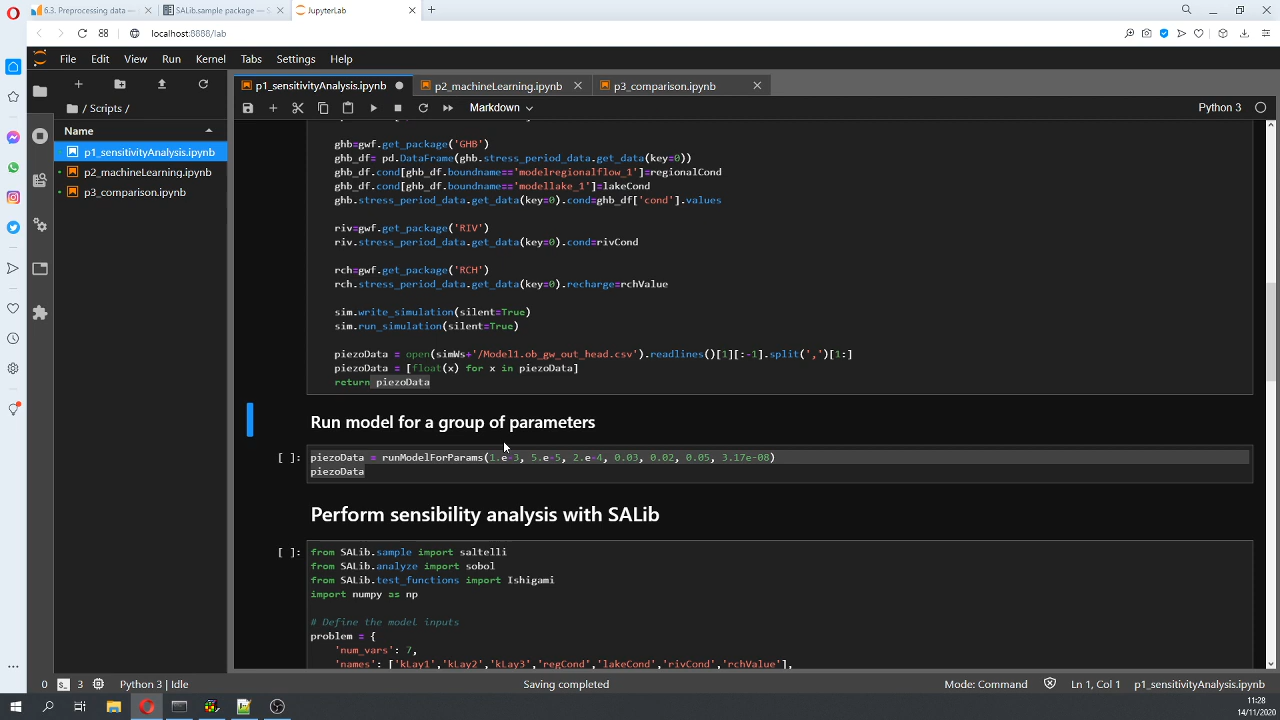 6.3. Preprocessing data —
SALib.sample package — S
JupyterLab
localhost:8888/lab
File Edit View Run Kernel Tabs Settings Help
p1_sensitivityAnalysis.ipynb
p2_machineLearning.ipynb
p3_comparison.ipynb
/ Scripts /
Markdown
Python 3
Name
p1_sensitivityAnalysis.ipynb
p2_machineLearning.ipynb
p3_comparison.ipynb
ghb=gwf.get_package('GHB')
ghb_df= pd.DataFrame(ghb.stress_period_data.get_data(key=0))
ghb_df.cond[ghb_df.boundname=='modelregionalflow_1']=regionalCond
ghb_df.cond[ghb_df.boundname=='modellake_1']=lakeCond
ghb.stress_period_data.get_data(key=0).cond=ghb_df['cond'].values
riv=gwf.get_package('RIV')
riv.stress_period_data.get_data(key=0).cond=rivCond
rch=gwf.get_package('RCH')
rch.stress_period_data.get_data(key=0).recharge=rchValue
sim.write_simulation(silent=True)
sim.run_simulation(silent=True)
piezoData = open(simWs+'/Model1.ob_gw_out_head.csv').readlines()[1][:-1].split(',')[1:]
piezoData = [float(x) for x in piezoData]
return piezoData
Run model for a group of parameters
[ ]: piezoData = runModelForParams(1.e-3, 5.e-5, 2.e-4, 0.03, 0.02, 0.05, 3.17e-08)
piezoData
Perform sensibility analysis with SALib
[ ]: from SALib.sample import saltelli
from SALib.analyze import sobol
from SALib.test_functions import Ishigami
import numpy as np
# Define the model inputs
problem = {
'num_vars': 7,
'names': ['kLay1','kLay2','kLay3','regCond','lakeCond','rivCond','rchValue'],
0 3 Python 3 | Idle
Saving completed
Mode: Command
Ln 1, Col 1
p1_sensitivityAnalysis.ipynb
11:28
14/11/2020